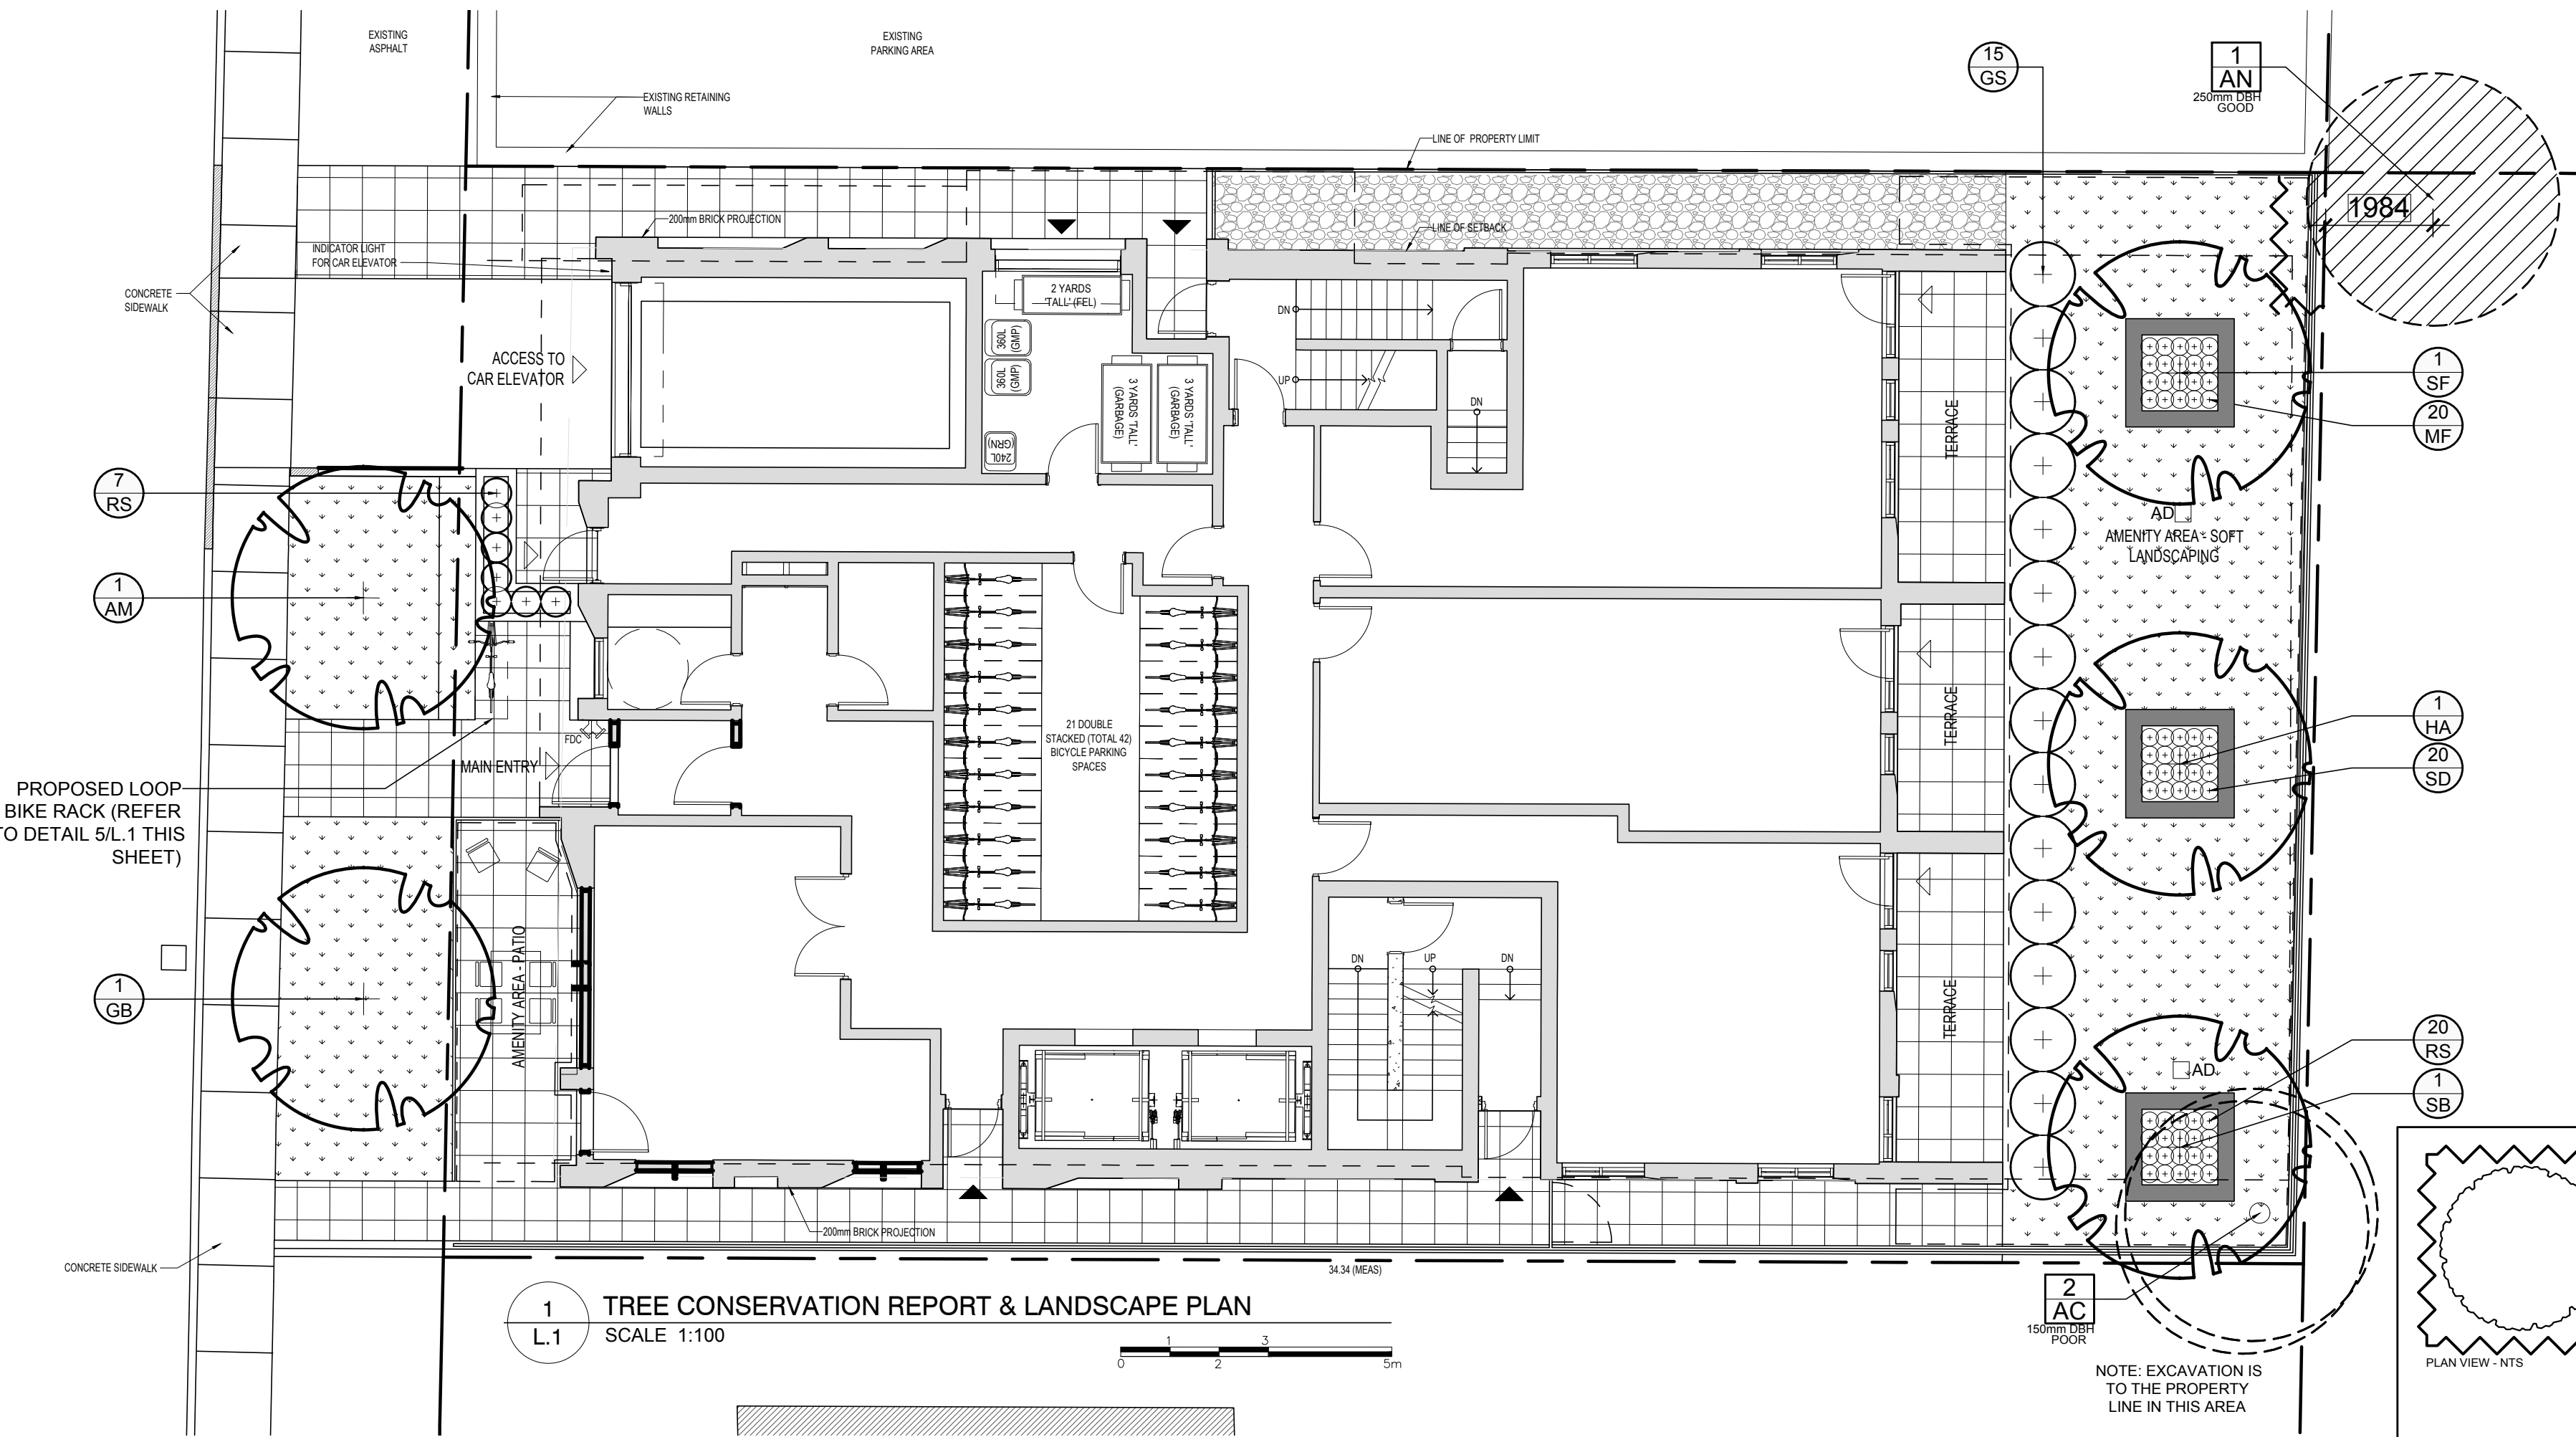 EXISTING
ASPHALT
EXISTING
PARKING AREA
15
GS
1
AN
250mm DBH
GOOD
EXISTING RETAINING
WALLS
LINE OF PROPERTY LIMIT
1984
200mm BRICK PROJECTION
LINE OF SETBACK
INDICATOR LIGHT
FOR CAR ELEVATOR
CONCRETE
SIDEWALK
2 YARDS
'TALL' (FEL)
DN
360L
(GMP)
360L
(GMP)
ACCESS TO
CAR ELEVATOR
3 YARDS 'TALL'
(GARBAGE)
3 YARDS 'TALL'
(GARBAGE)
UP
DN
240L
(GRN)
TERRACE
1
SF
20
MF
7
RS
AD
AMENITY AREA - SOFT
LANDSCAPING
1
AM
21 DOUBLE
STACKED (TOTAL 42)
BICYCLE PARKING
SPACES
TERRACE
1
HA
20
SD
FDC
MAIN ENTRY
PROPOSED LOOP
BIKE RACK (REFER
TO DETAIL 5/L.1 THIS
SHEET)
AMENITY AREA - PATIO
DN
UP
DN
TERRACE
1
GB
20
RS
AD
1
SB
200mm BRICK PROJECTION
CONCRETE SIDEWALK
34.34 (MEAS)
1
L.1
TREE CONSERVATION REPORT & LANDSCAPE PLAN
SCALE 1:100
0
1
2
3
5m
2
AC
150mm DBH
POOR
NOTE: EXCAVATION IS
TO THE PROPERTY
LINE IN THIS AREA
PLAN VIEW - NTS